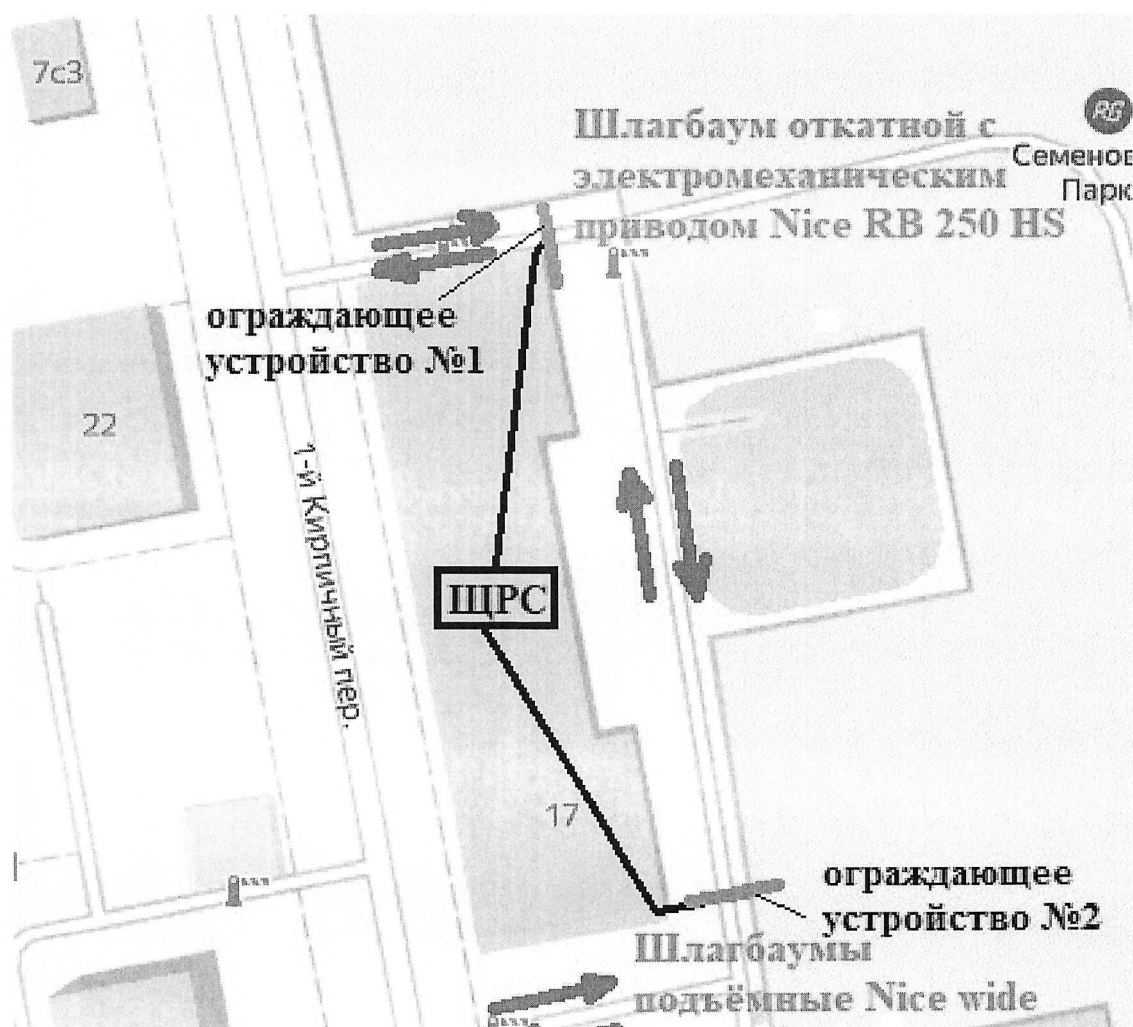 7с3
Шлагбаум откатной с
электромеханическим
приводом Nice RB 250 HS
RG
Семенов
Парк
ограждающее
устройство №1
22
1-й Кирпичный пер.
ЩРС
17
ограждающее
устройство №2
Шлагбаумы
подъёмные Nice wide